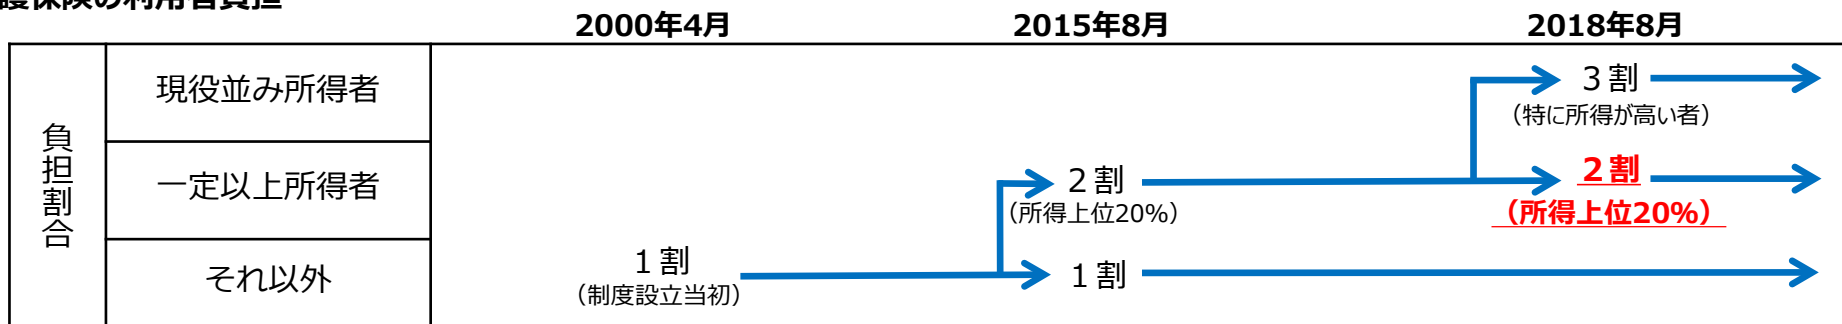 護保険の利用者負担
2000年4月
2015年8月
2018年8月
負担割合
現役並み所得者
3割
（特に所得が高い者）
一定以上所得者
2割
（所得上位20%）
2割
（所得上位20%）
それ以外
1割
（制度設立当初）
1割